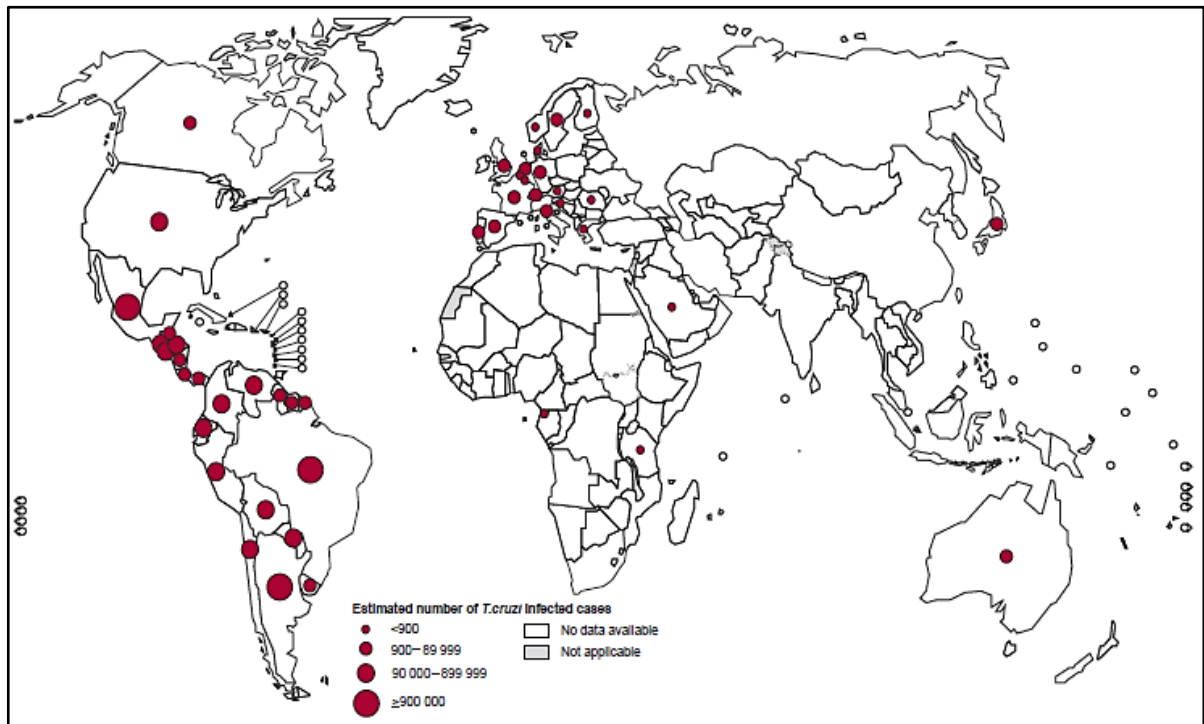 Estimated number of T.cruzi infected cases
<900
900–89 999
90 000–899 999
≥900 000
No data available
Not applicable